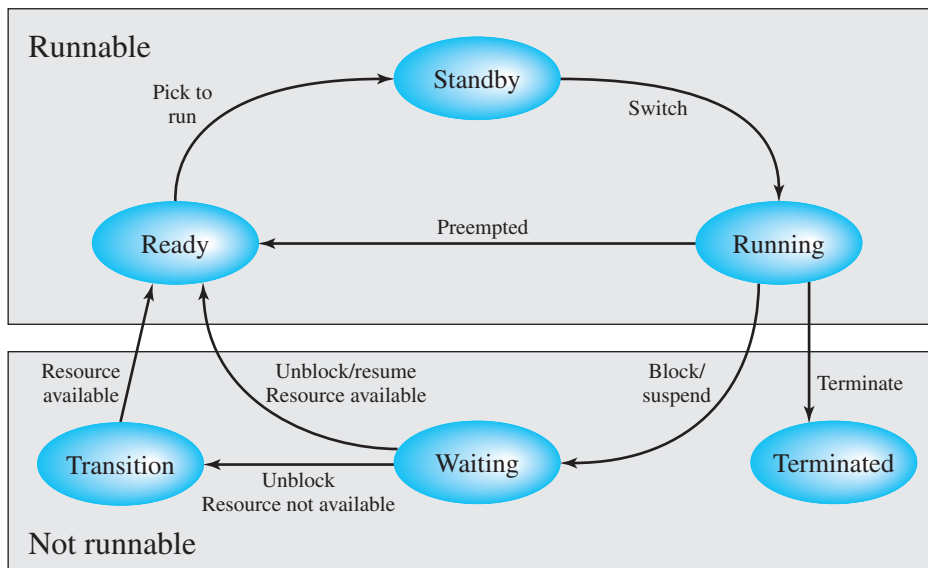 Runnable
Standby
Pick to
run
Switch
Ready
Preempted
Running
Resource
available
Unblock/resume
Resource available
Block/
suspend
Terminate
Transition
Waiting
Terminated
Unblock
Resource not available
Not runnable